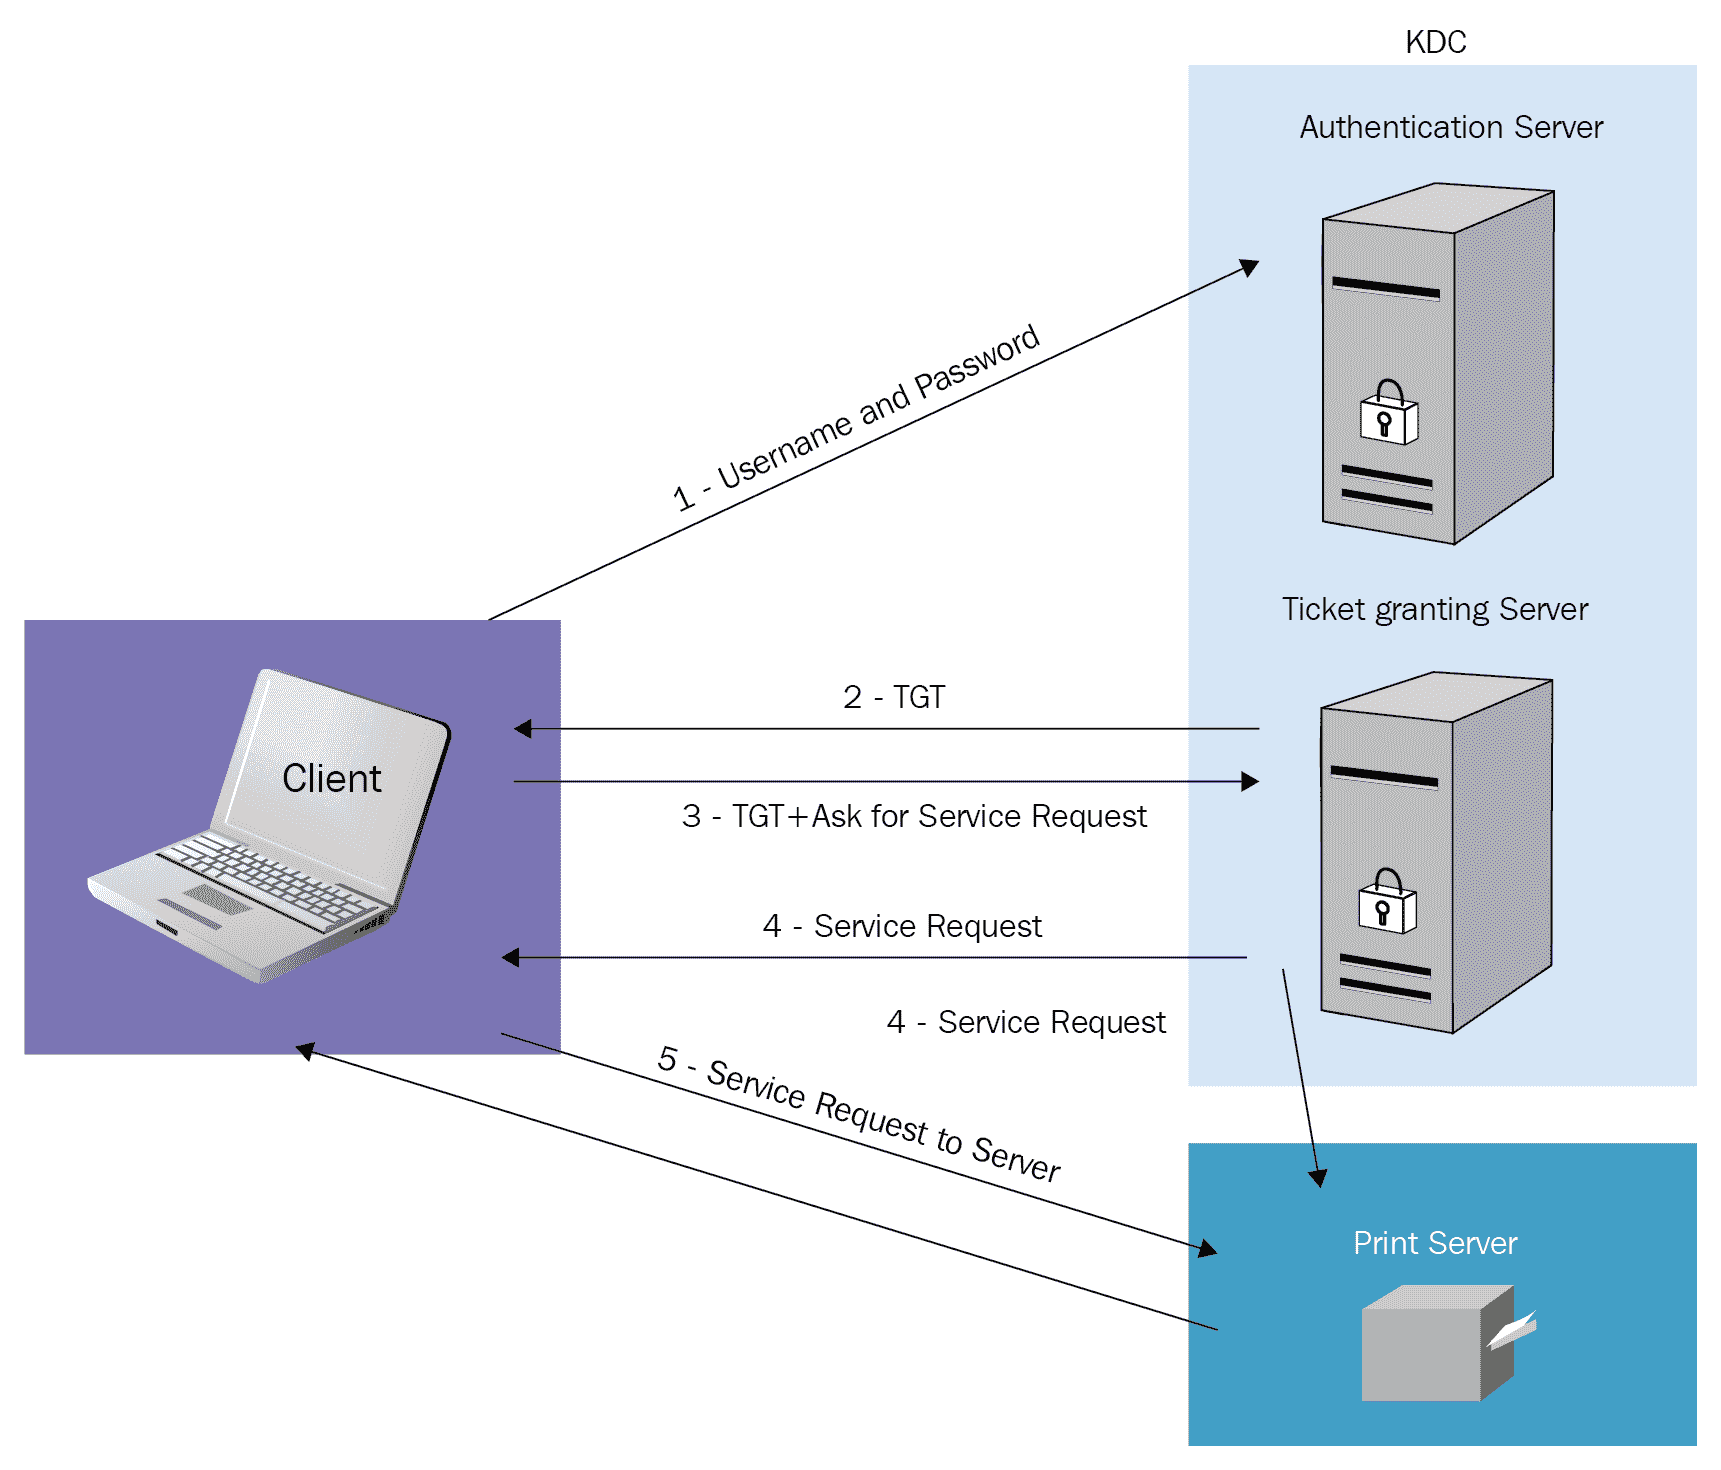 KDC
Authentication Server
1 - Username and Password
Ticket granting Server
2 - TGT
Client
3 - TGT+Ask for Service Request
4 - Service Request
4 - Service Request
5 - Service Request to Server
Print Server